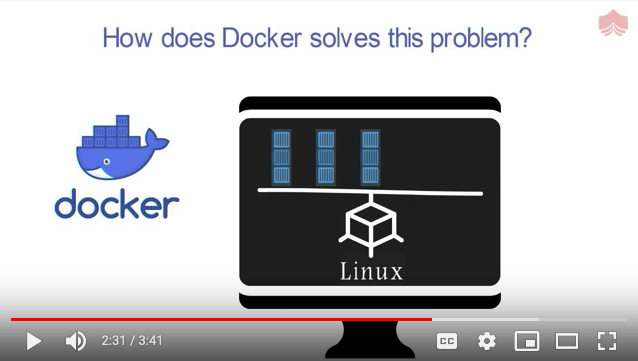 How does Docker solves this problem?
docker
Linux
2:31 / 3:41
CC